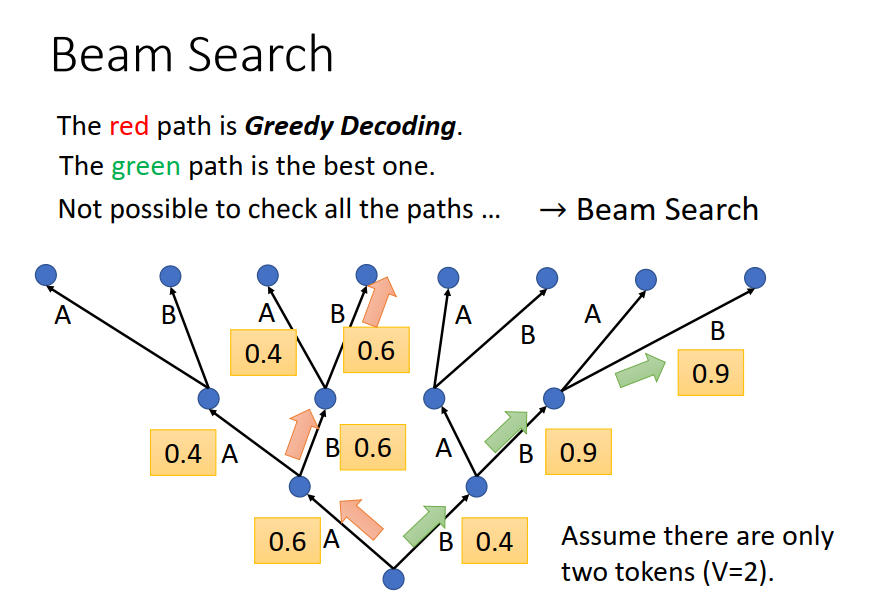 Beam Search
The red path is Greedy Decoding.
The green path is the best one.
Not possible to check all the paths … → Beam Search
A B A B A B A B
0.4 0.6 0.9
0.4 A B 0.6 A B 0.9
0.6 A B 0.4
Assume there are only
two tokens (V=2).